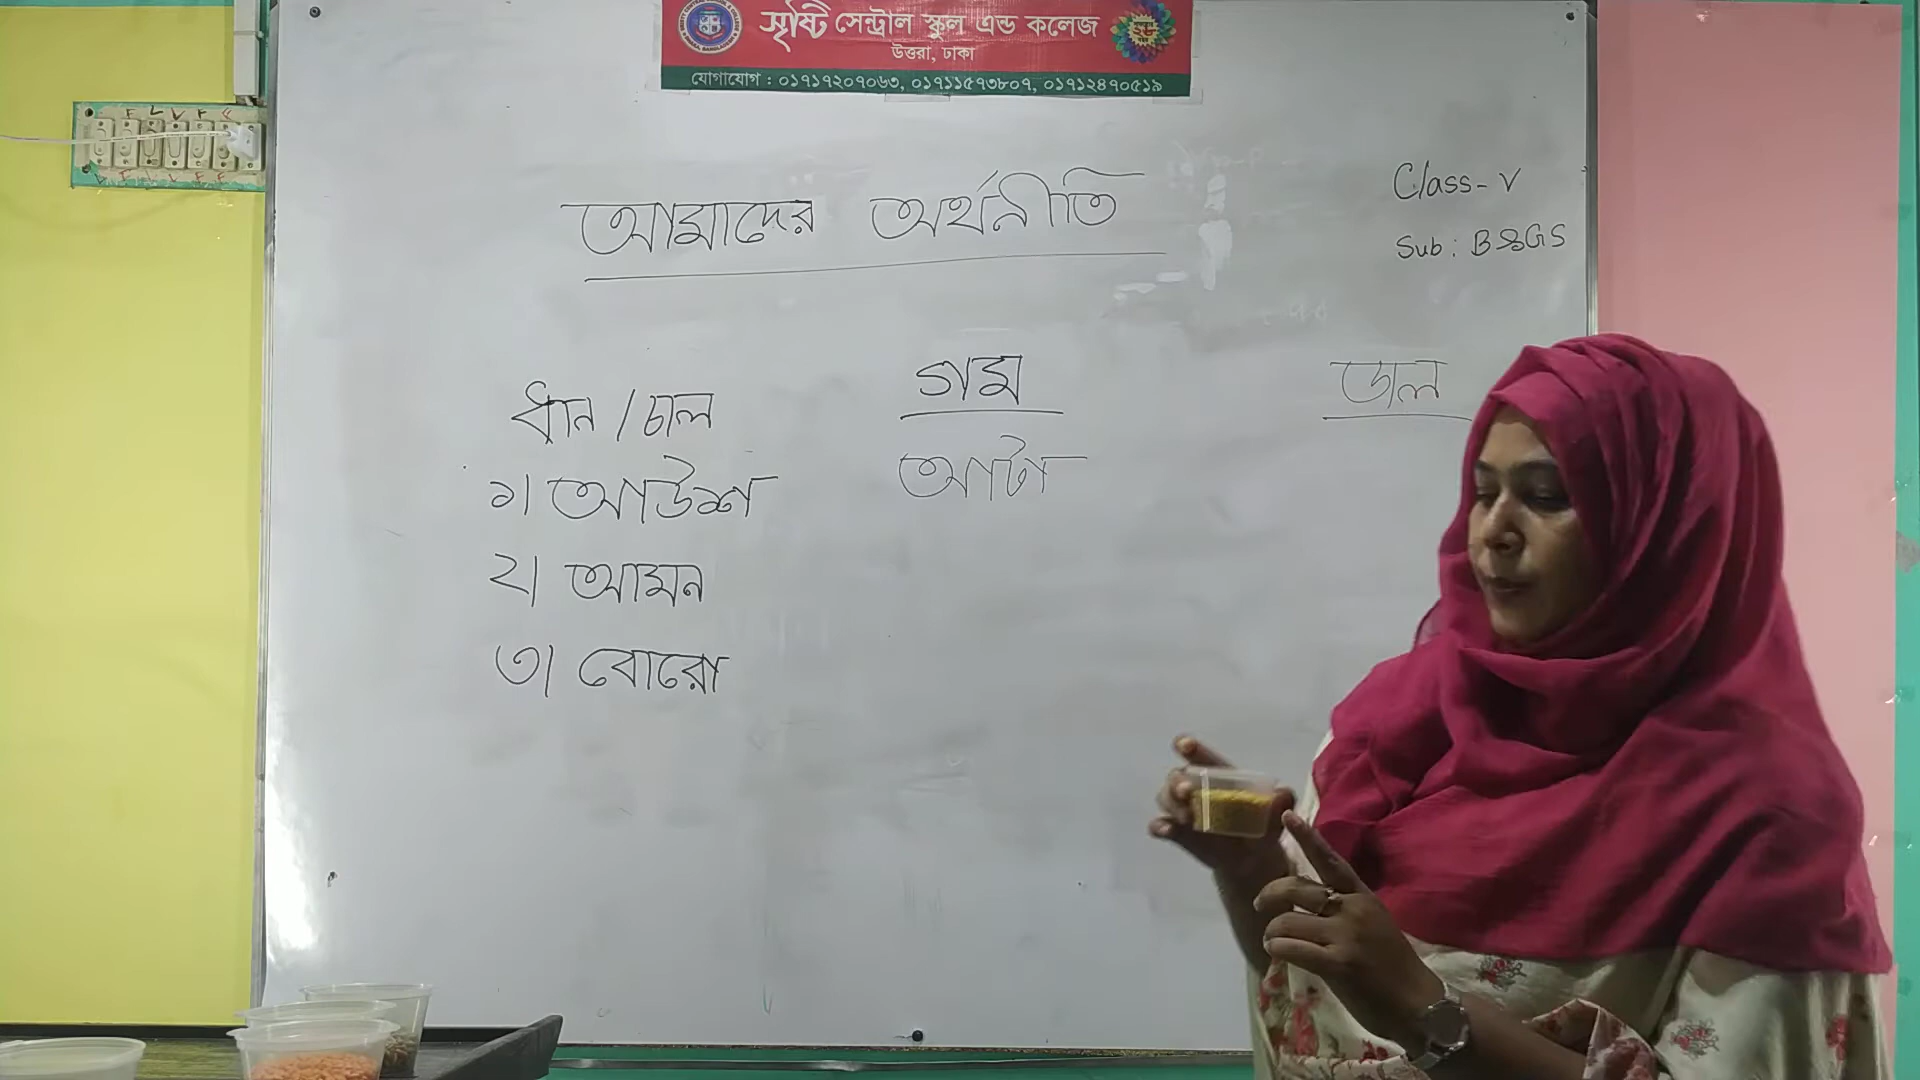 সৃষ্টি সেন্ট্রাল স্কুল এন্ড কলেজ
উত্তরা, ঢাকা
যোগাযোগ : ০১৭১৭২০৭০৬৩, ০১৭১১৫৭৩৮০৭, ০১৭১২৪৭০৫১৯
Class-V
Sub: B&GS
আমাদের অর্থনীতি
ধান / চাল
১। আউশ
২। আমন
৩। বোরো
গম
আটা
ডাল